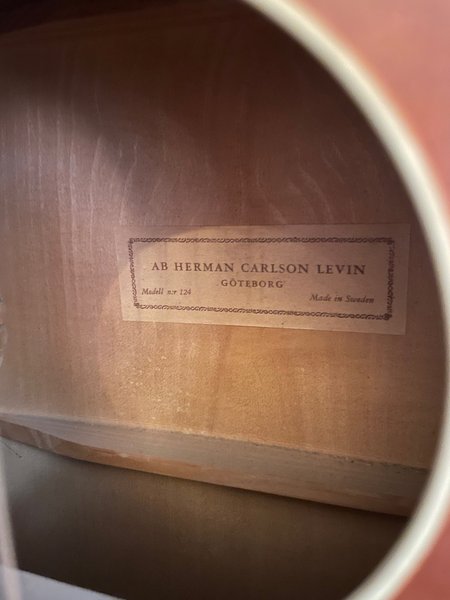 AB HERMAN CARLSON LEVIN
GÖTEBORG
Modell n:r 124
Made in Sweden